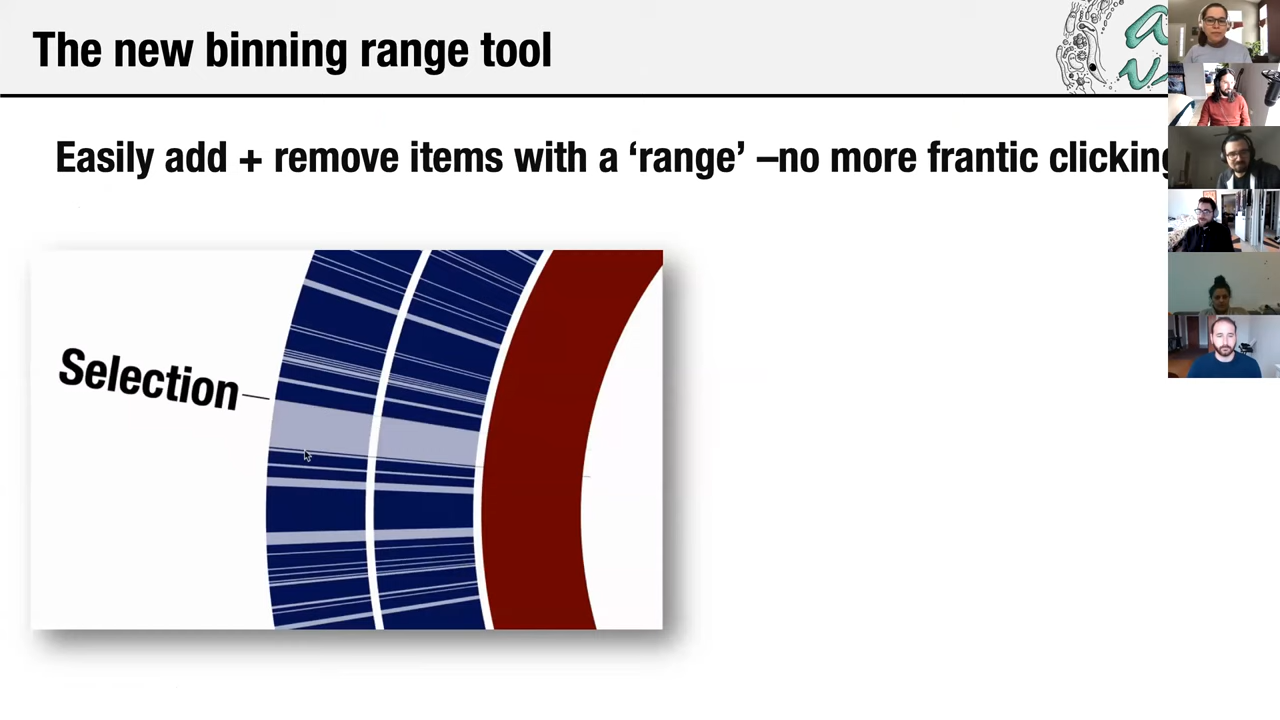 The new binning range tool
Easily add + remove items with a ‘range’ –no more frantic clicking
Selection